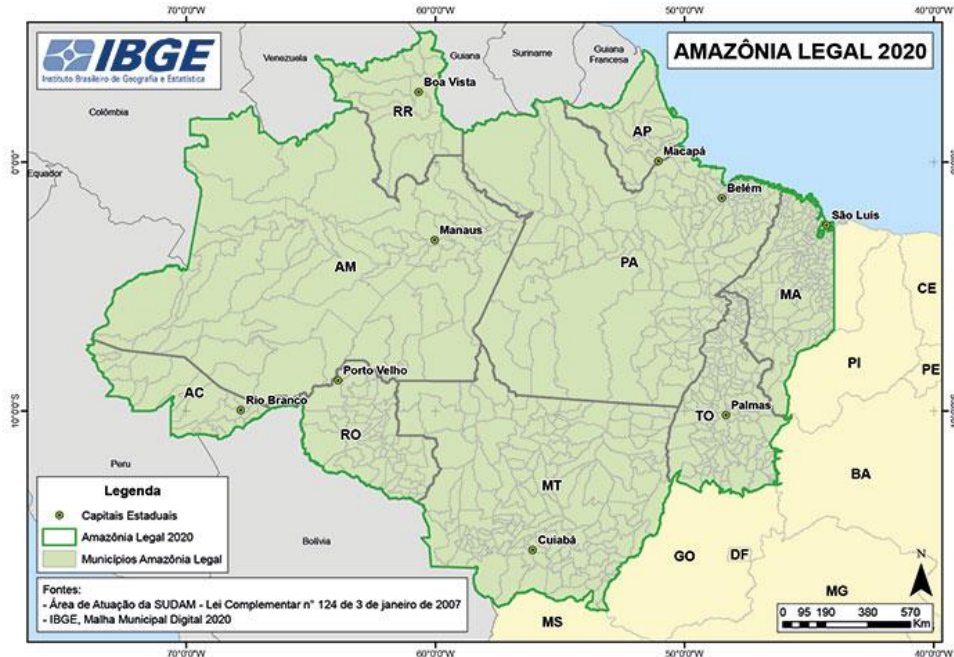 70°0'0"W
60°0'0"W
50°0'0"W
40°0'0"W
IBGE
Instituto Brasileiro de Geografia e Estatística
AMAZÔNIA LEGAL 2020
Venezuela
Guiana
Suriname
Guiana
Francesa
Colômbia
Boa Vista
RR
AP
Macapá
0°0'0"
Equador
Belém
São Luis
Manaus
AM
PA
MA
CE
PI
PE
Porto Velho
AC
Rio Branco
RO
TO
Palmas
10°0'0"S
Peru
BA
MT
Bolívia
Cuiabá
GO
DF
MG
MS
Legenda
Capitais Estaduais
Amazônia Legal 2020
Municípios Amazônia Legal
Fontes:
- Área de Atuação da SUDAM - Lei Complementar n° 124 de 3 de janeiro de 2007
- IBGE, Malha Municipal Digital 2020
N
0 95 190 380 570
Km
70°0'0"W
60°0'0"W
50°0'0"W
40°0'0"W